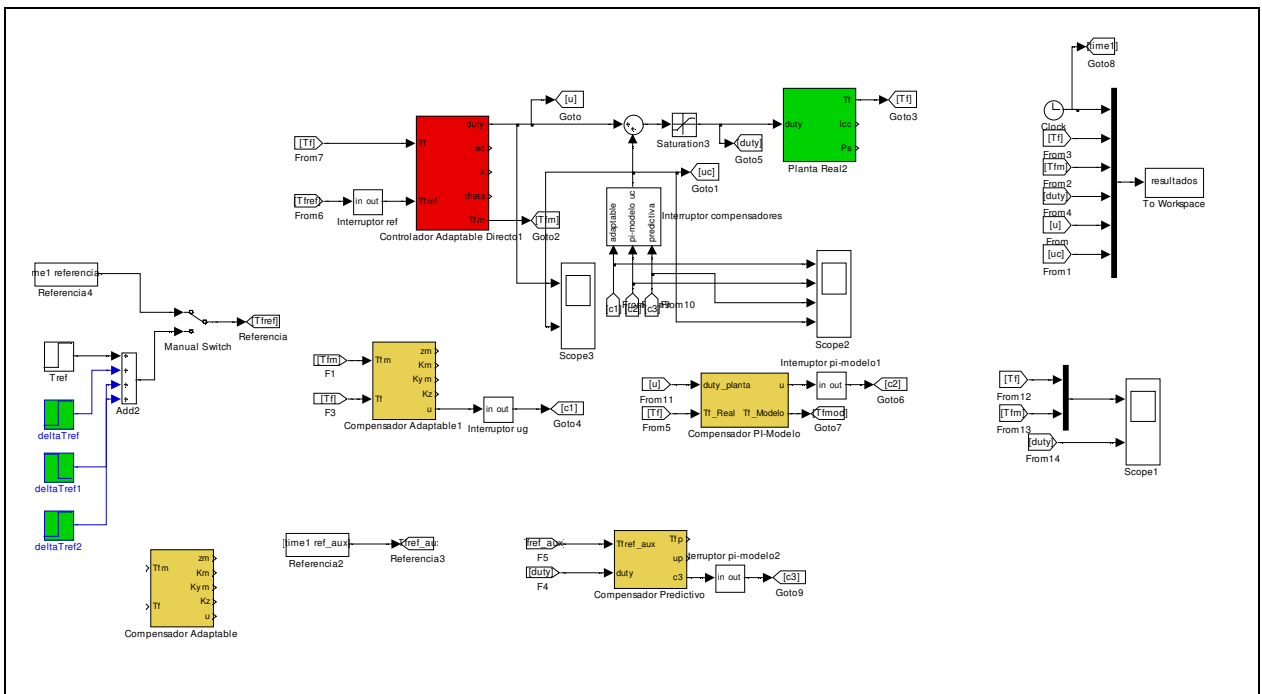 [time1]
Goto8
Clock
[Tf]
From3
[Tfm]
From2
[duty]
From4
[u]
From
[uc]
From1
resultados
To Workspace
[Tf]
From7
[Tfref]
From6
in out
Interruptor ref
duty
ec
k
theta
Tfm
Tf
Tfref
Controlador Adaptable Directo1
[u]
Goto
[Tfm]
Goto2
Saturation3
[duty]
Goto5
[uc]
Goto1
duty
Tf
Icc
Ps
Planta Real2
[Tf]
Goto3
uc
adaptable
pi-modelo
predictiva
Interruptor compensadores
[c1]
[c2]
[c3]
From10
Scope3
Scope2
me1 referencia
Referencia4
Manual Switch
[Tfref]
Referencia
Tref
Add2
deltaTref
deltaTref1
deltaTref2
[Tfm]
F1
[Tf]
F3
Tfm
Tf
zm
Km
Kym
Kz
u
Compensador Adaptable1
in out
Interruptor ug
[c1]
Goto4
[u]
From11
[Tf]
From5
duty_planta
Tf_Real
u
Tf_Modelo
Compensador PI-Modelo
Interruptor pi-modelo1
in out
[c2]
Goto6
[Tfmod]
Goto7
[Tf]
From12
[Tfm]
From13
[duty]
From14
Scope1
[time1 ref_aux
Referencia2
Tfref_au
Referencia3
Tfm
Tf
zm
Km
Kym
Kz
u
Compensador Adaptable
Tfref_aux
F5
[duty]
F4
Tfref_aux
duty
Tfp
up
c3
Compensador Predictivo
terruptor pi-modelo2
in out
[c3]
Goto9